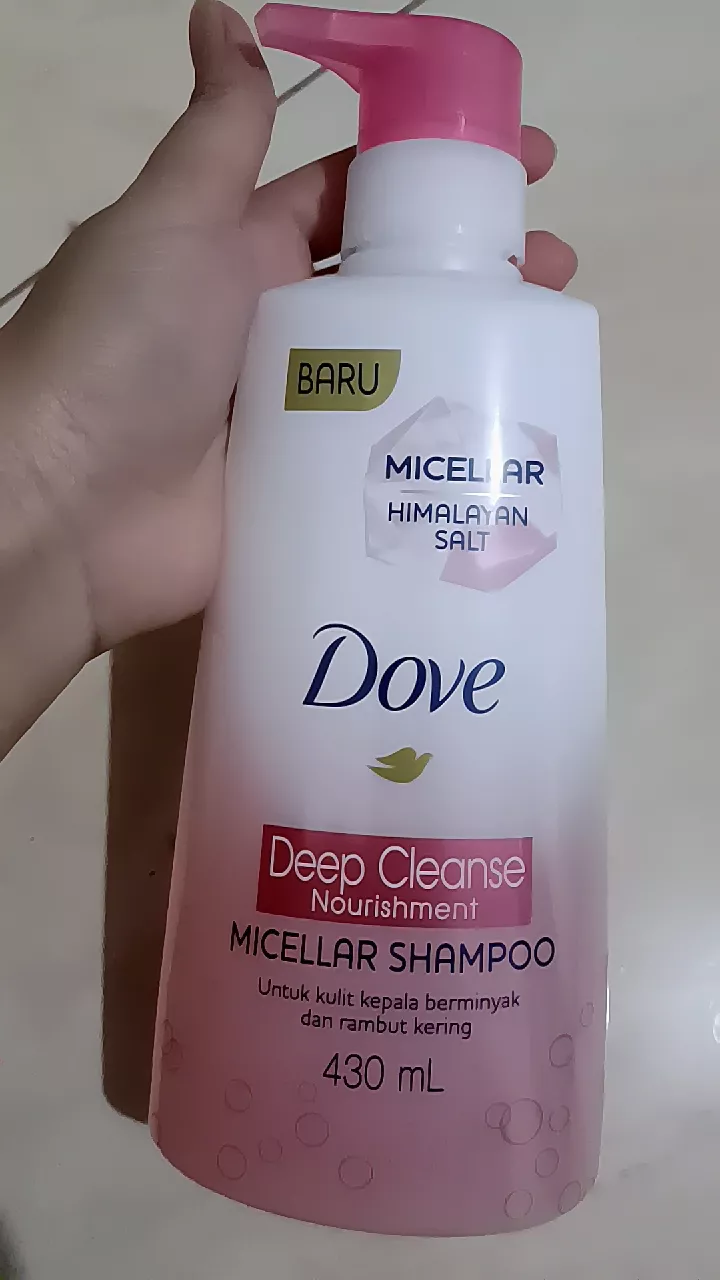 BARU
MICELLAR
HIMALAYAN
SALT
Dove
Deep Cleanse
Nourishment
MICELLAR SHAMPOO
Untuk kulit kepala berminyak
dan rambut kering
430 mL